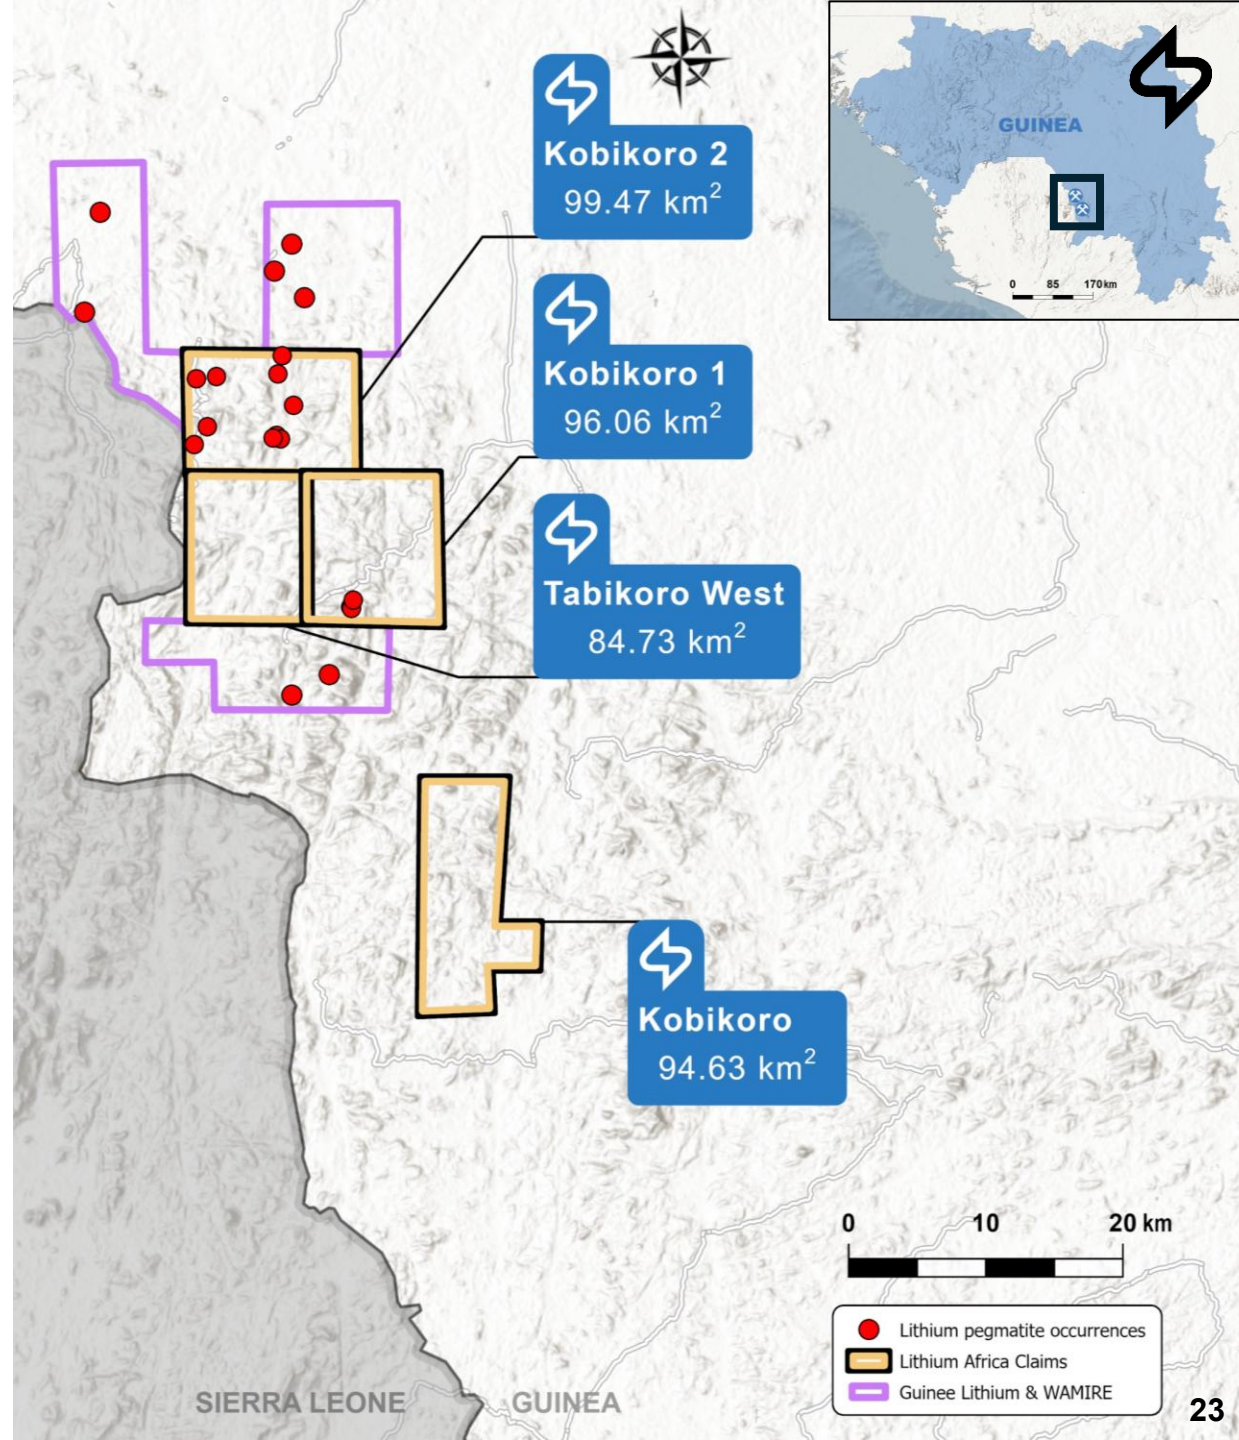 Kobikoro 2
99.47 km²
Kobikoro 1
96.06 km²
Tabikoro West
84.73 km²
Kobikoro
94.63 km²
GUINEA
0 85 170km
0 10 20 km
Lithium pegmatite occurrences
Lithium Africa Claims
Guinee Lithium & WAMIRE
SIERRA LEONE
GUINEA
23